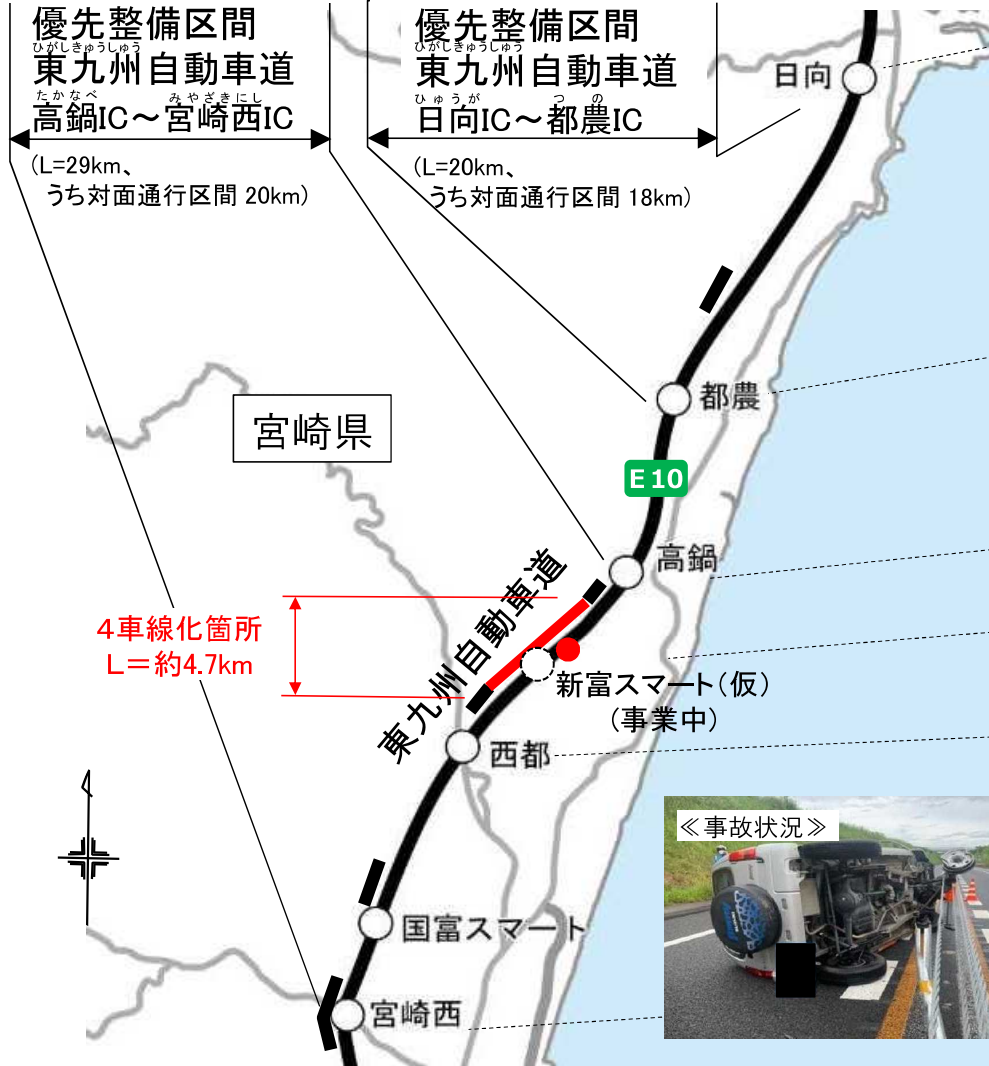 優先整備区間
ひがしきゅうしゅう
東九州自動車道
たかなべ みやざきにし
高鍋IC～宮崎西IC
(L=29km、
うち対面通行区間 20km)
優先整備区間
ひがしきゅうしゅう
東九州自動車道
ひゅうが つの
日向IC～都農IC
(L=20km、
うち対面通行区間 18km)
日向
都農
宮崎県
E10
高鍋
東九州自動車道
4車線化箇所
L=約4.7km
新富スマート(仮)
(事業中)
西都
≪事故状況≫
国富スマート
宮崎西